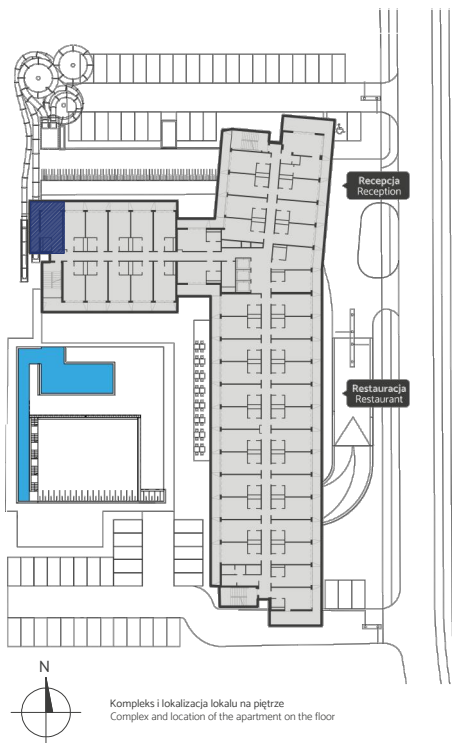 Recepcja
Reception
Restauracja
Restaurant
N
Kompleks i lokalizacja lokalu na piętrze
Complex and location of the apartment on the floor